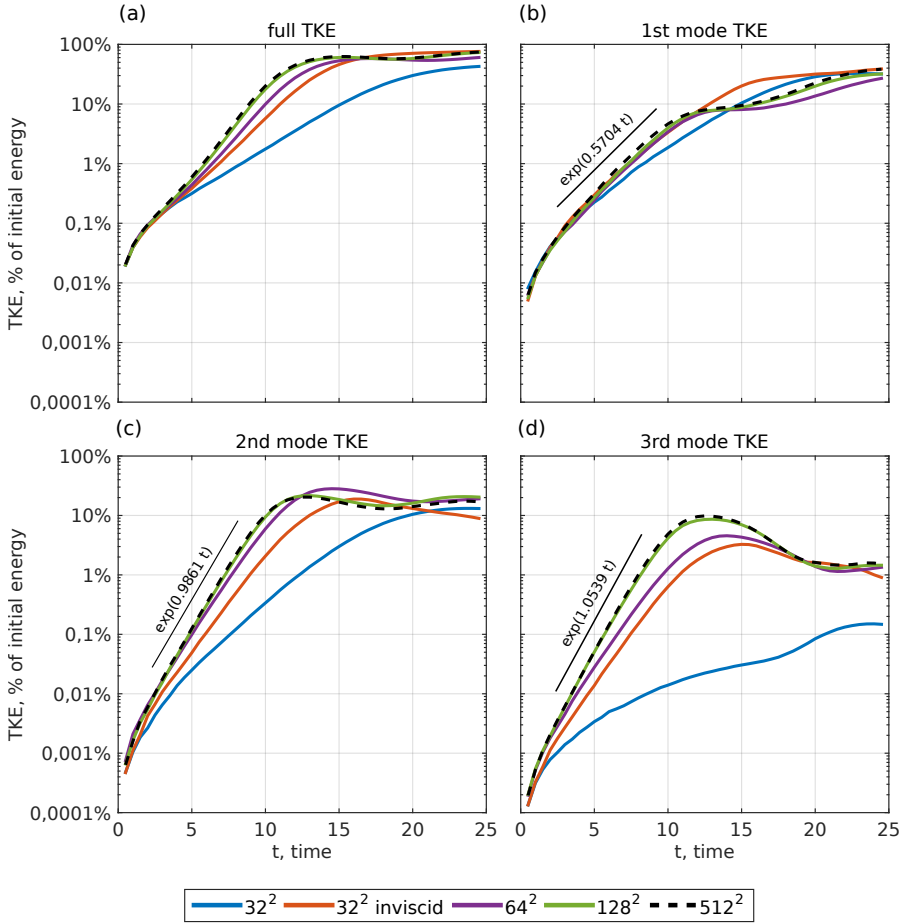 (a)
full TKE
(b)
1st mode TKE
100%
10%
1%
0.1%
0,01%
0,001%
0,0001%
TKE, % of initial energy
exp(0.5704 t)
(c)
2nd mode TKE
(d)
3rd mode TKE
100%
10%
1%
0,1%
0,01%
0,001%
0,0001%
TKE, % of initial energy
exp(0.9861 t)
exp(1.0539 t)
0 5 10 15 20 25
t, time
0 5 10 15 20 25
t, time
32² 32² inviscid 64² 128² 512²